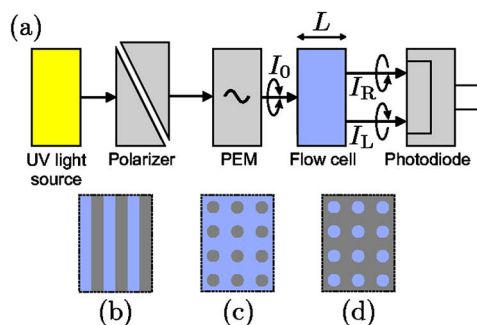 (a)
L
I0
IR
IL
UV light
source
Polarizer
PEM
Flow cell
Photodiode
(b)
(c)
(d)